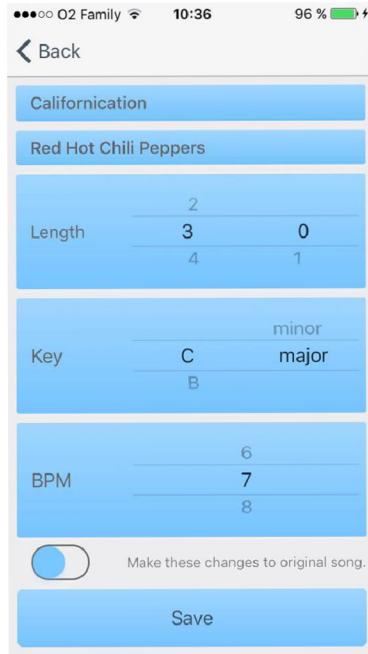 O2 Family 10:36 96 %
Back
Californication
Red Hot Chili Peppers
2
Length 3 0
4 1
minor
Key C major
B
6
BPM 7
8
Make these changes to original song.
Save